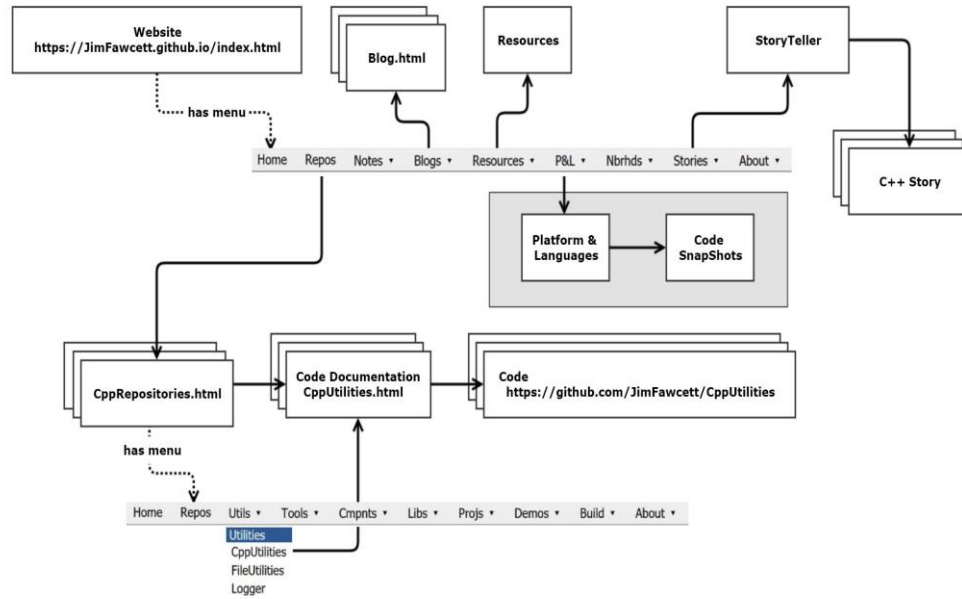 Website
https://JimFawcett.github.io/index.html
Blog.html
Resources
StoryTeller
has menu
Home Repos Notes ▾ Blogs ▾ Resources ▾ P&L ▾ Nbrhds ▾ Stories ▾ About ▾
C++ Story
Platform &
Languages
Code
SnapShots
CppRepositories.html
Code Documentation
CppUtilities.html
Code
https://github.com/JimFawcett/CppUtilities
has menu
Home Repos Utils ▾ Tools ▾ Cmpnts ▾ Libs ▾ Projs ▾ Demos ▾ Build ▾ About ▾
Utilities
CppUtilities
FileUtilities
Logger